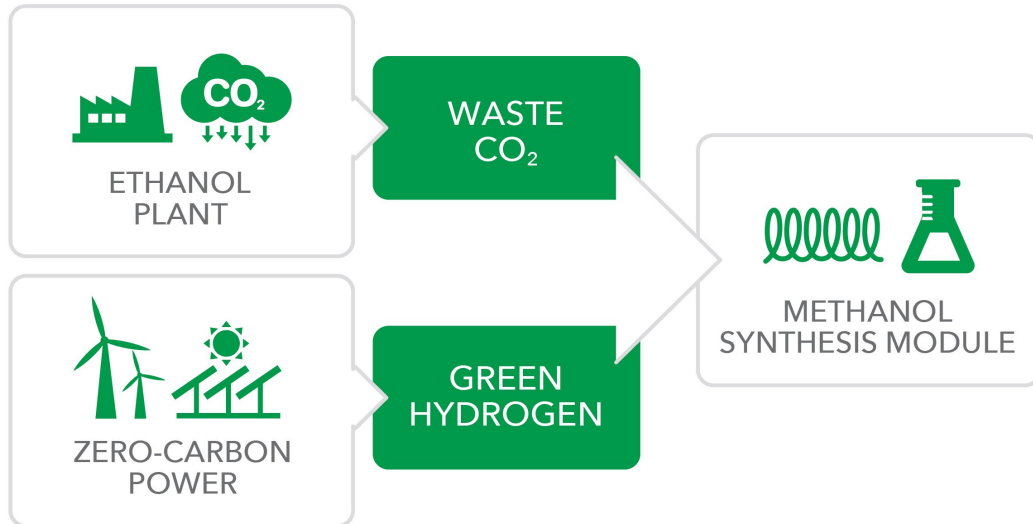 CO₂
ETHANOL
PLANT
WASTE
CO₂
ZERO-CARBON
POWER
GREEN
HYDROGEN
METHANOL
SYNTHESIS MODULE